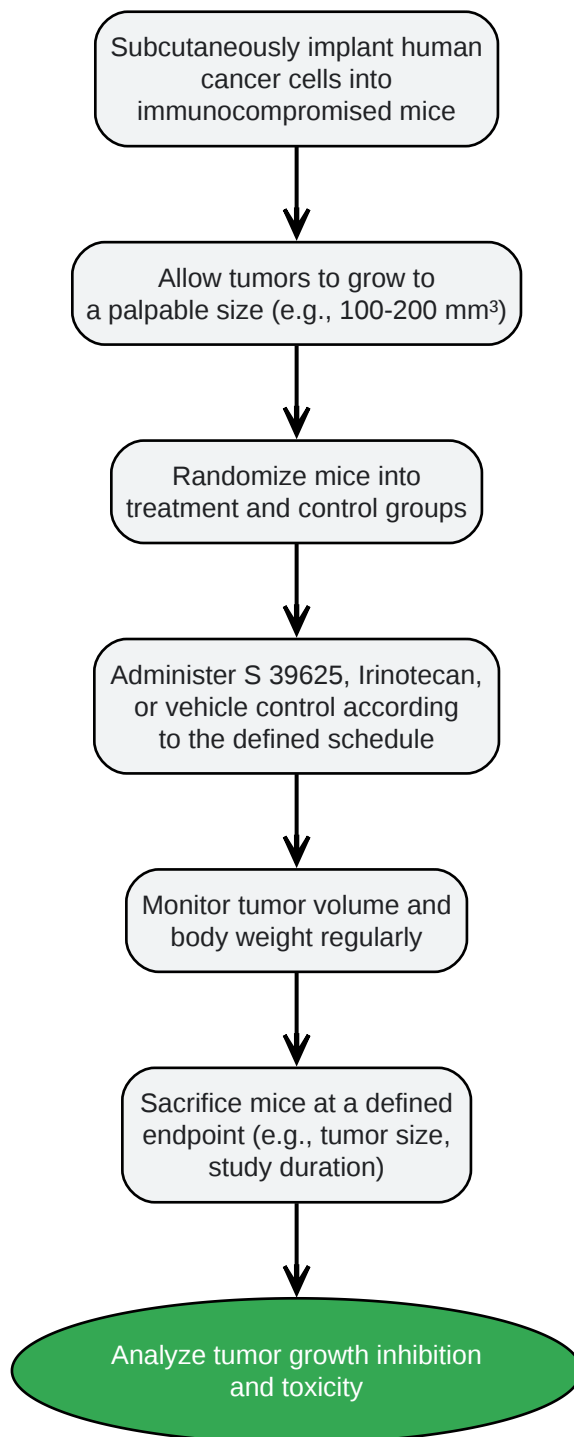 Subcutaneously implant human
cancer cells into
immunocompromised mice
Allow tumors to grow to
a palpable size (e.g., 100-200 mm³)
Randomize mice into
treatment and control groups
Administer S 39625, Irinotecan,
or vehicle control according
to the defined schedule
Monitor tumor volume and
body weight regularly
Sacrifice mice at a defined
endpoint (e.g., tumor size,
study duration)
Analyze tumor growth inhibition
and toxicity